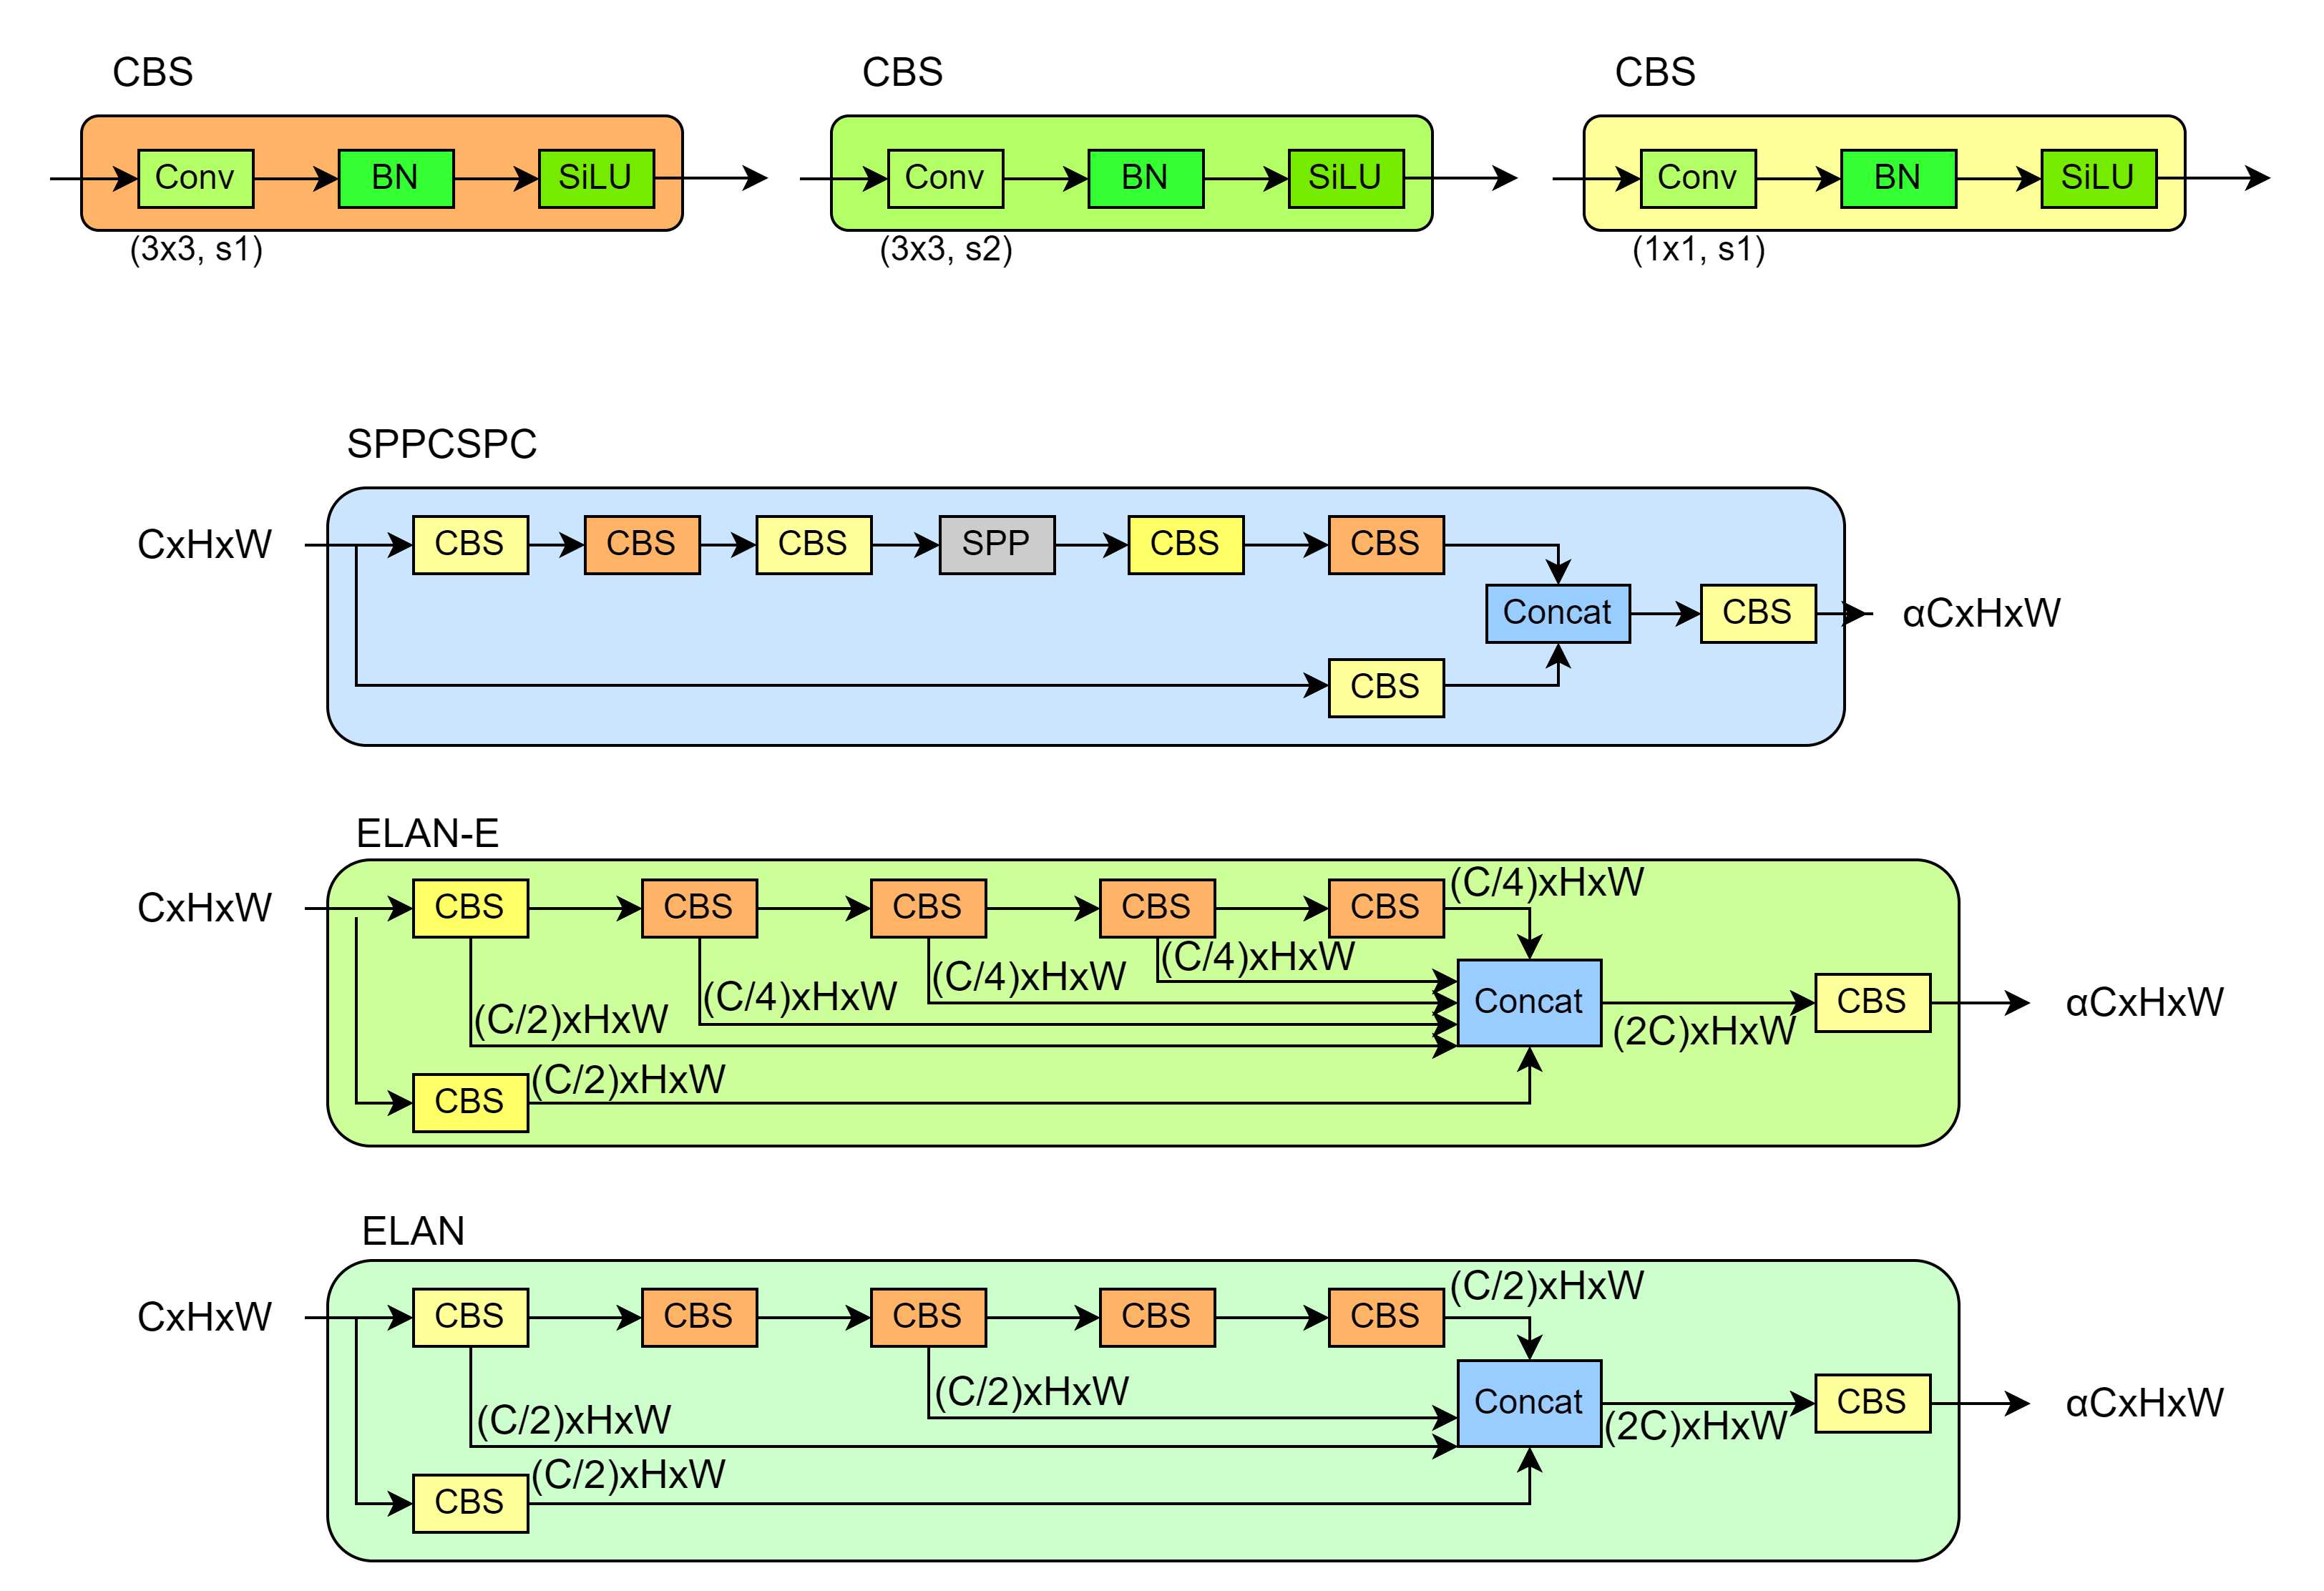 CBS CBS CBS
Conv BN SiLU Conv BN SiLU Conv BN SiLU
(3x3, s1) (3x3, s2) (1x1, s1)
SPPCSPC
CxHxW CBS CBS CBS SPP CBS CBS
Concat CBS αCxHxW
CBS
ELAN-E
(C/4)xHxW
CxHxW CBS CBS CBS CBS CBS
(C/4)xHxW
(C/4)xHxW
(C/4)xHxW
Concat CBS αCxHxW
(C/2)xHxW (2C)xHxW
(C/2)xHxW
CBS
ELAN
(C/2)xHxW
CxHxW CBS CBS CBS CBS CBS
(C/2)xHxW
Concat CBS αCxHxW
(C/2)xHxW (2C)xHxW
(C/2)xHxW
CBS